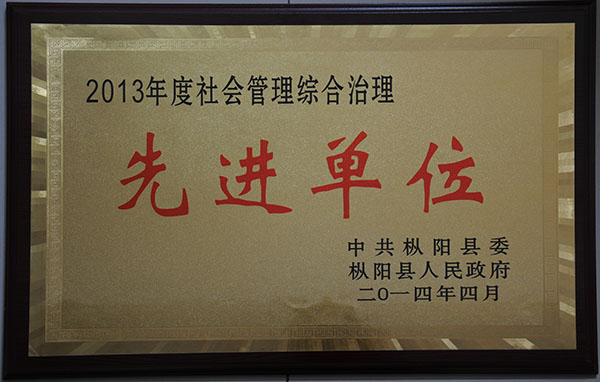 2013年度社会管理综合治理
先进单位
中共枞阳县委
枞阳县人民政府
二〇一四年四月